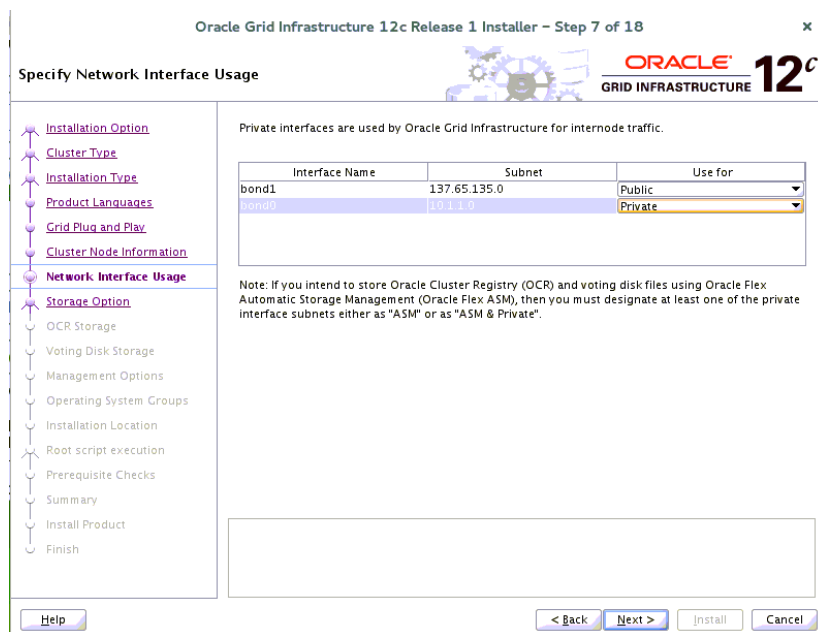 Oracle Grid Infrastructure 12c Release 1 Installer – Step 7 of 18
Specify Network Interface Usage
ORACLE
GRID INFRASTRUCTURE 12c
Installation Option
Cluster Type
Installation Type
Product Languages
Grid Plug and Play
Cluster Node Information
Network Interface Usage
Storage Option
OCR Storage
Voting Disk Storage
Management Options
Operating System Groups
Installation Location
Root script execution
Prerequisite Checks
Summary
Install Product
Finish
Private interfaces are used by Oracle Grid Infrastructure for internode traffic.
Interface Name Subnet Use for
bond1 137.65.135.0 Public
bond0 10.1.1.0 Private
Note: If you intend to store Oracle Cluster Registry (OCR) and voting disk files using Oracle Flex
Automatic Storage Management (Oracle Flex ASM), then you must designate at least one of the private
interface subnets either as "ASM" or as "ASM & Private".
Help < Back Next > Install Cancel